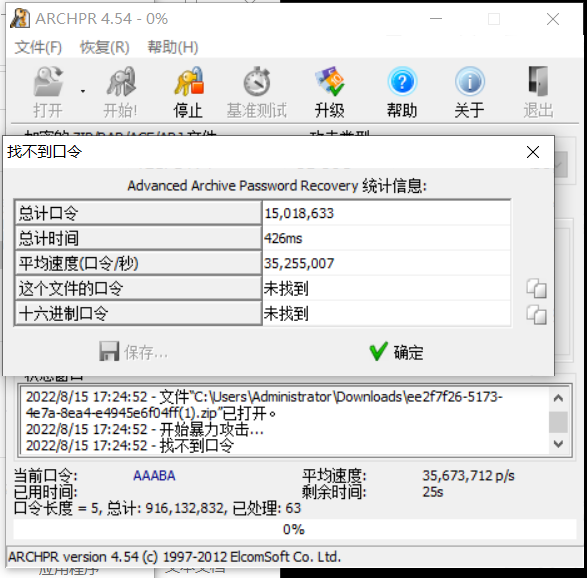 ARCHPR 4.54 - 0%
文件(F) 恢复(R) 帮助(H)
打开 开始! 停止 基准测试 升级 帮助 关于 退出
加密的 ZIP/RAR/ACE/ARJ 文件 攻击类型
找不到口令
Advanced Archive Password Recovery 统计信息:
总计口令 15,018,633
总计时间 426ms
平均速度(口令/秒) 35,255,007
这个文件的口令 未找到
十六进制口令 未找到
保存... 确定
状态窗口
2022/8/15 17:24:52 - 文件"C:\Users\Administrator\Downloads\ee2f7f26-5173-
4e7a-8ea4-e4945e6f04ff(1).zip"已打开。
2022/8/15 17:24:52 - 开始暴力攻击...
2022/8/15 17:24:52 - 找不到口令
当前口令: AAABA 平均速度: 35,673,712 p/s
已用时间: 剩余时间: 25s
口令长度 = 5, 总计: 916,132,832, 已处理: 63
0%
ARCHPR version 4.54 (c) 1997-2012 ElcomSoft Co. Ltd.
应用程序 文本文档